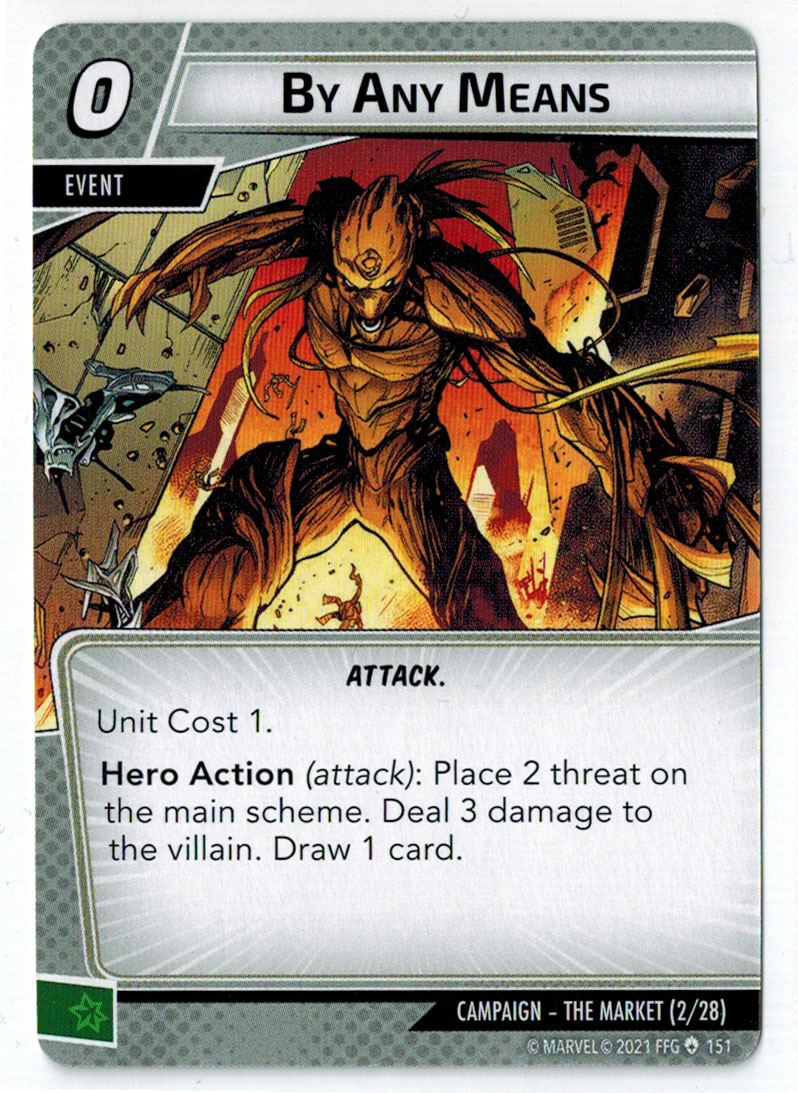 0
BY ANY MEANS
EVENT
ATTACK.
Unit Cost 1.
Hero Action (attack): Place 2 threat on
the main scheme. Deal 3 damage to
the villain. Draw 1 card.
CAMPAIGN – THE MARKET (2/28)
© MARVEL © 2021 FFG 151